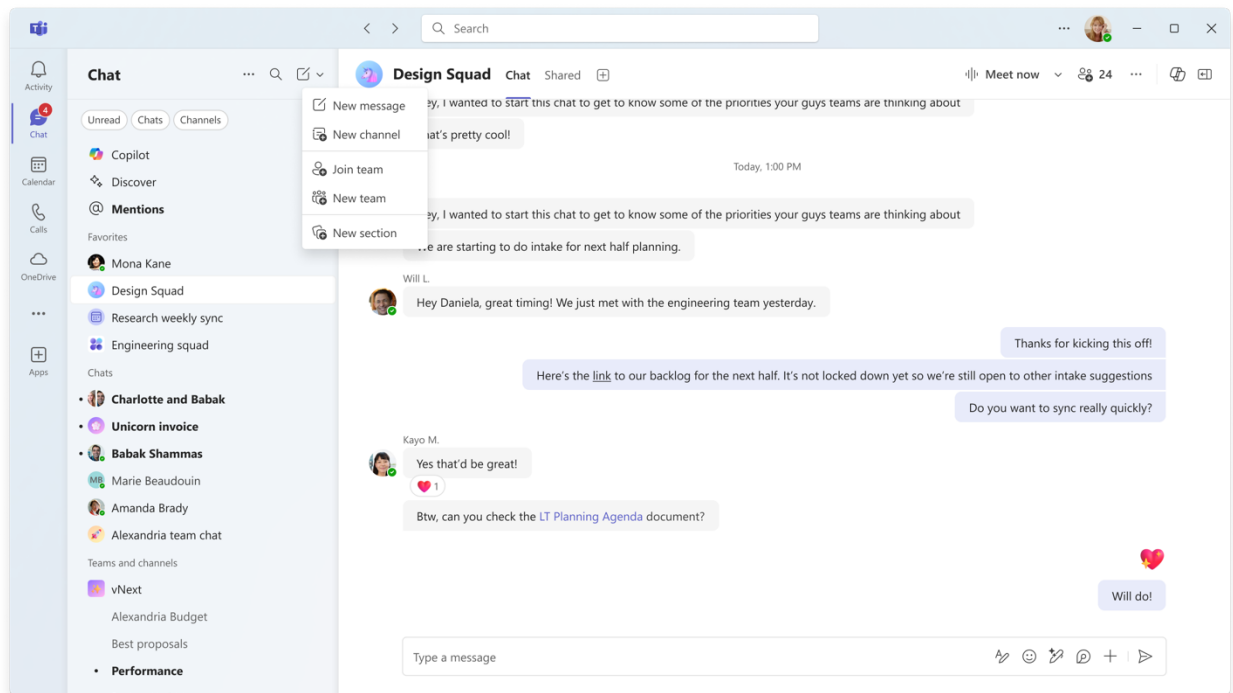 Search
Activity
4
Chat
Calendar
Calls
OneDrive
Apps
Chat
Unread
Chats
Channels
Copilot
Discover
Mentions
Favorites
Mona Kane
Design Squad
Research weekly sync
Engineering squad
Chats
Charlotte and Babak
Unicorn invoice
Babak Shammas
MB
Marie Beaudouin
Amanda Brady
Alexandria team chat
Teams and channels
vNext
Alexandria Budget
Best proposals
Performance
New message
New channel
Join team
New team
New section
Design Squad
Chat
Shared
Meet now
24
ey, I wanted to start this chat to get to know some of the priorities your guys teams are thinking about
at's pretty cool!
Today, 1:00 PM
ey, I wanted to start this chat to get to know some of the priorities your guys teams are thinking about
We are starting to do intake for next half planning.
Will L.
Hey Daniela, great timing! We just met with the engineering team yesterday.
Thanks for kicking this off!
Here's the link to our backlog for the next half. It's not locked down yet so we're still open to other intake suggestions
Do you want to sync really quickly?
Kayo M.
Yes that'd be great!
1
Btw, can you check the LT Planning Agenda document?
Will do!
Type a message